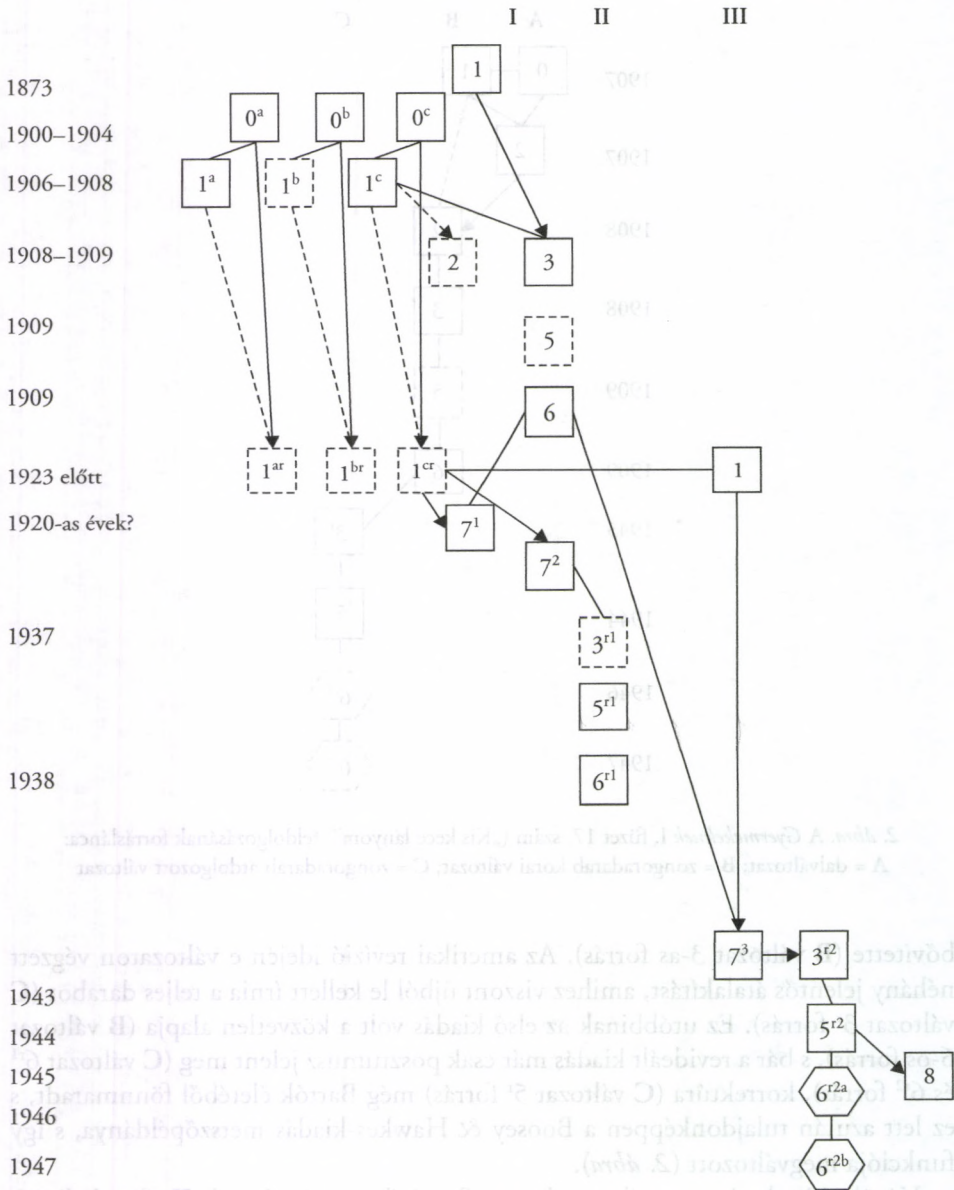 I II III
1873 1
1900–1904 0ᵃ 0ᵇ 0ᶜ
1906–1908 1ᵃ 1ᵇ 1ᶜ
1908–1909 2 3
1909 5
1909 6
1923 előtt 1ᵃʳ 1ᵇʳ 1ᶜʳ 1
1920-as évek? 7¹
7²
1937 3ʳ¹
5ʳ¹
1938 6ʳ¹
7³ 3ʳ²
1943
1944 5ʳ²
1945 6ʳ²ᵃ 8
1946
1947 6ʳ²ᵇ